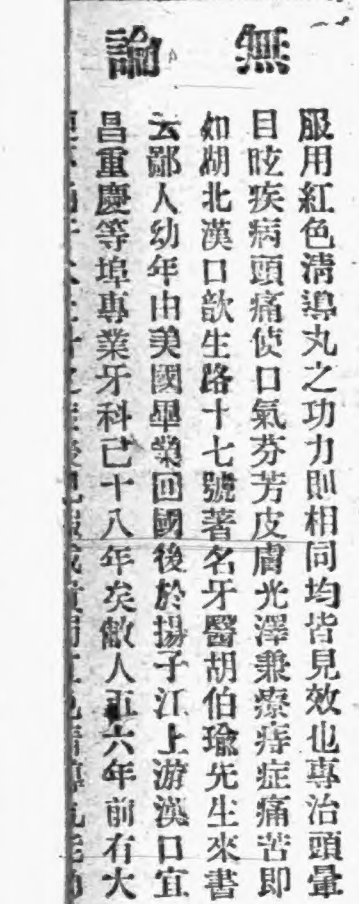 無論
服用紅色清導丸之功力則相同均皆見效也專治頭暈
目眩疾病頭痛使口氣芬芳皮膚光澤兼療痔症痛苦即
如湖北漢口歆生路十七號著名牙醫胡伯瑜先生來書
云鄙人幼年由美國畢業回國後於揚子江上游漢口宜
昌重慶等埠專業牙科已十八年矣敝人五六年前有大